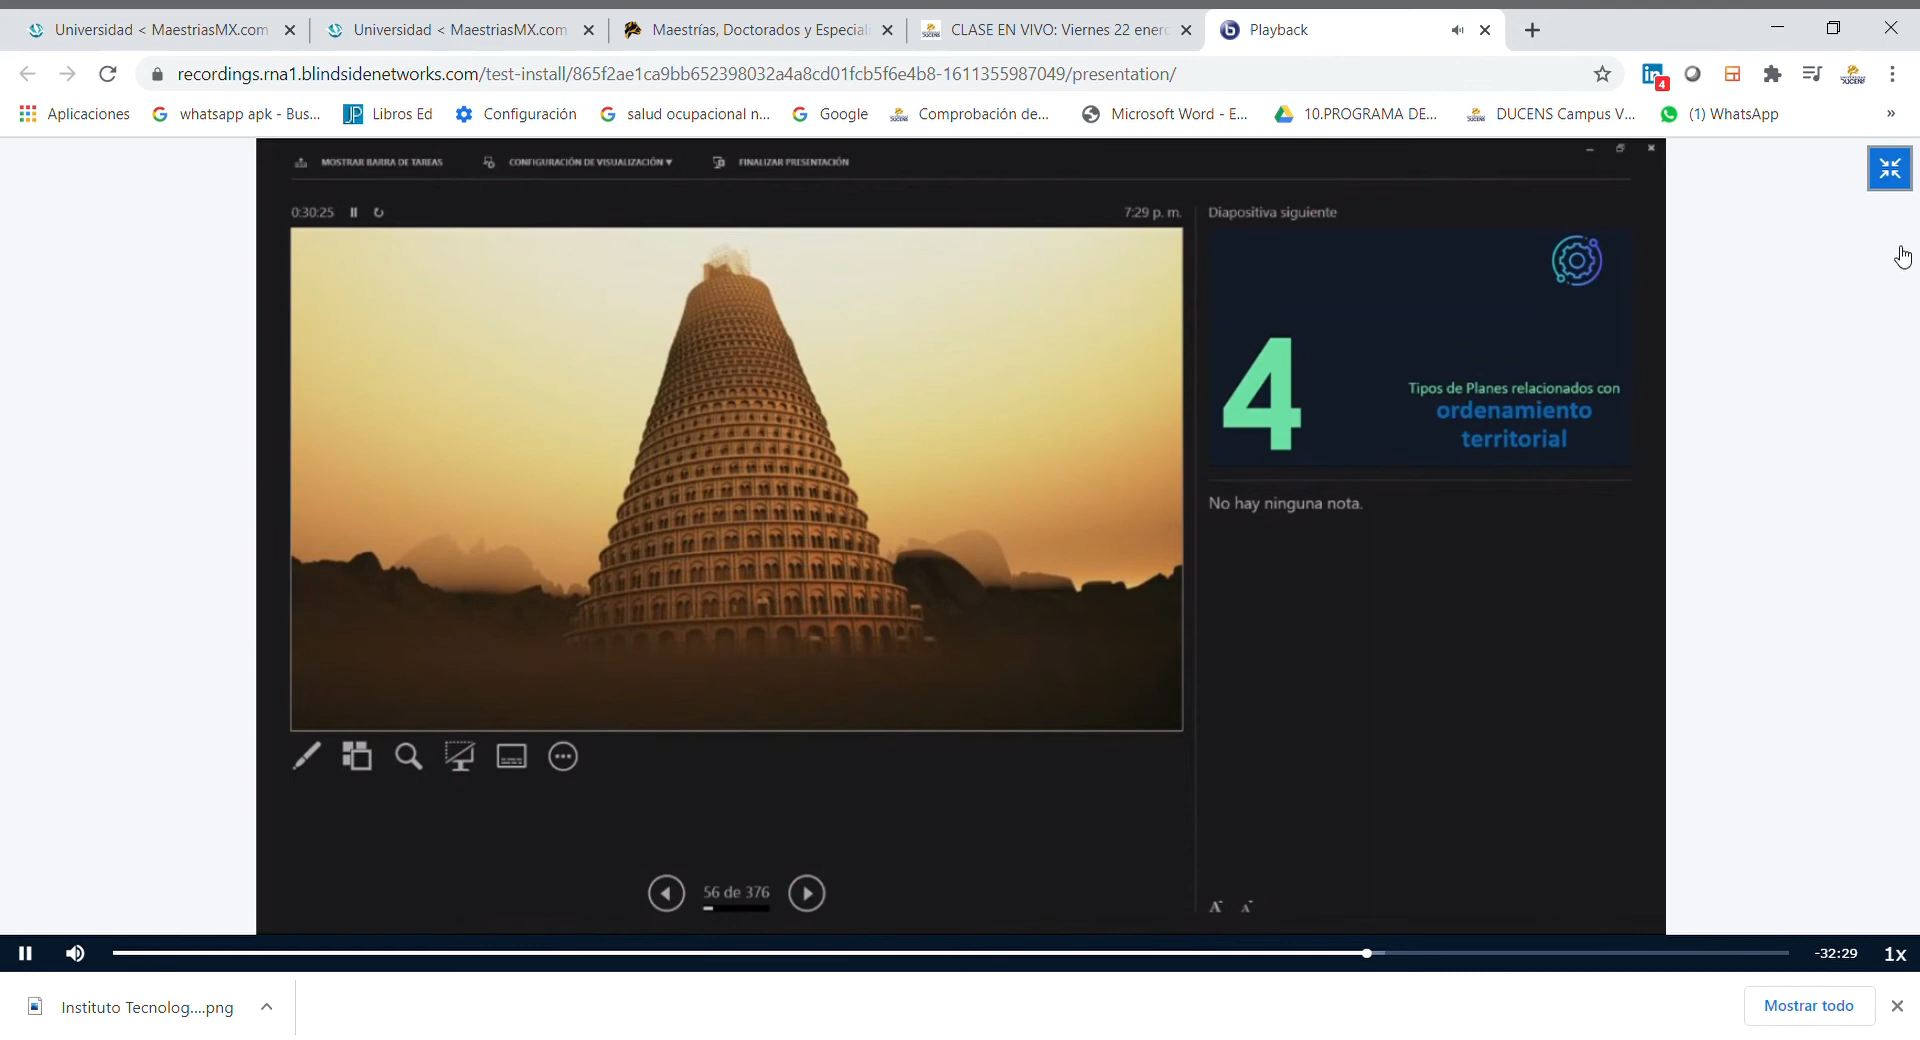 Universidad < MaestriasMX.com
Universidad < MaestriasMX.com
Maestrías, Doctorados y Especial
CLASE EN VIVO: Viernes 22 ener
Playback
recordings.rna1.blindsidenetworks.com/test-install/865f2ae1ca9bb652398032a4a8cd01fcb5f6e4b8-1611355987049/presentation/
4
Aplicaciones
whatsapp apk - Bus...
Libros Ed
Configuración
salud ocupacional n...
Google
Comprobación de...
Microsoft Word - E...
10.PROGRAMA DE...
DUCENS Campus V...
(1) WhatsApp
»
MOSTRAR BARRA DE TAREAS
CONFIGURACIÓN DE VISUALIZACIÓN ▼
FINALIZAR PRESENTACIÓN
0:30:25
7:29 p. m.
Diapositiva siguiente
4
Tipos de Planes relacionados con
ordenamiento
territorial
No hay ninguna nota.
56 de 376
A
A
-32:29
1x
Instituto Tecnolog....png
Mostrar todo